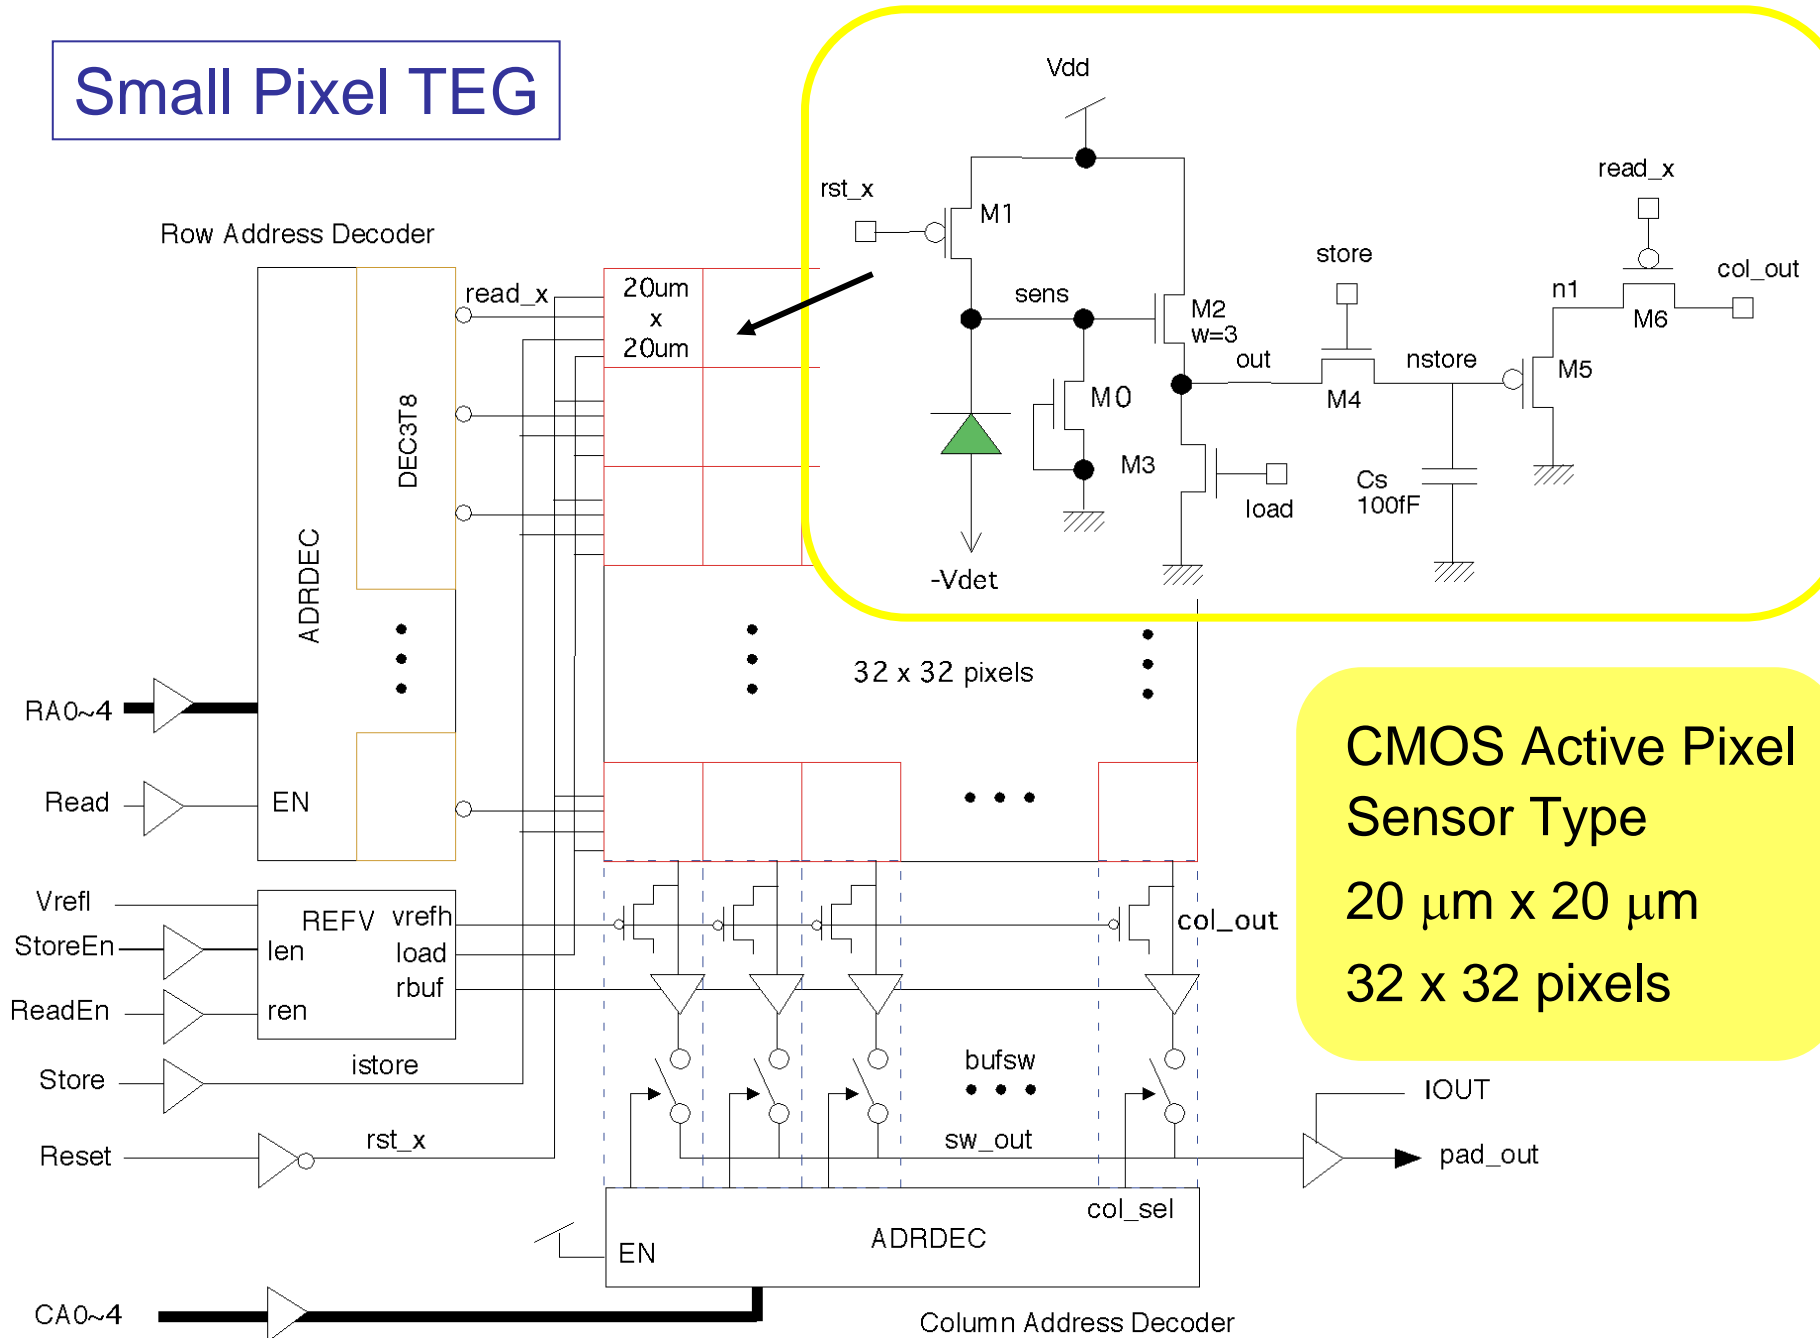 Small Pixel TEG
Vdd
rst_x
M1
read_x
store
col_out
sens
M2
w=3
n1
M6
out
nstore
M5
M0
M4
M3
Cs
100fF
load
-Vdet
Row Address Decoder
read_x
20um
x
20um
DEC3T8
ADRDEC
32 x 32 pixels
RA0~4
Read
EN
CMOS Active Pixel
Sensor Type
20 μm x 20 μm
32 x 32 pixels
Vrefl
REFV
vrefh
col_out
StoreEn
len
load
rbuf
ReadEn
ren
Store
istore
bufsw
IOUT
Reset
rst_x
sw_out
pad_out
col_sel
EN
ADRDEC
CA0~4
Column Address Decoder